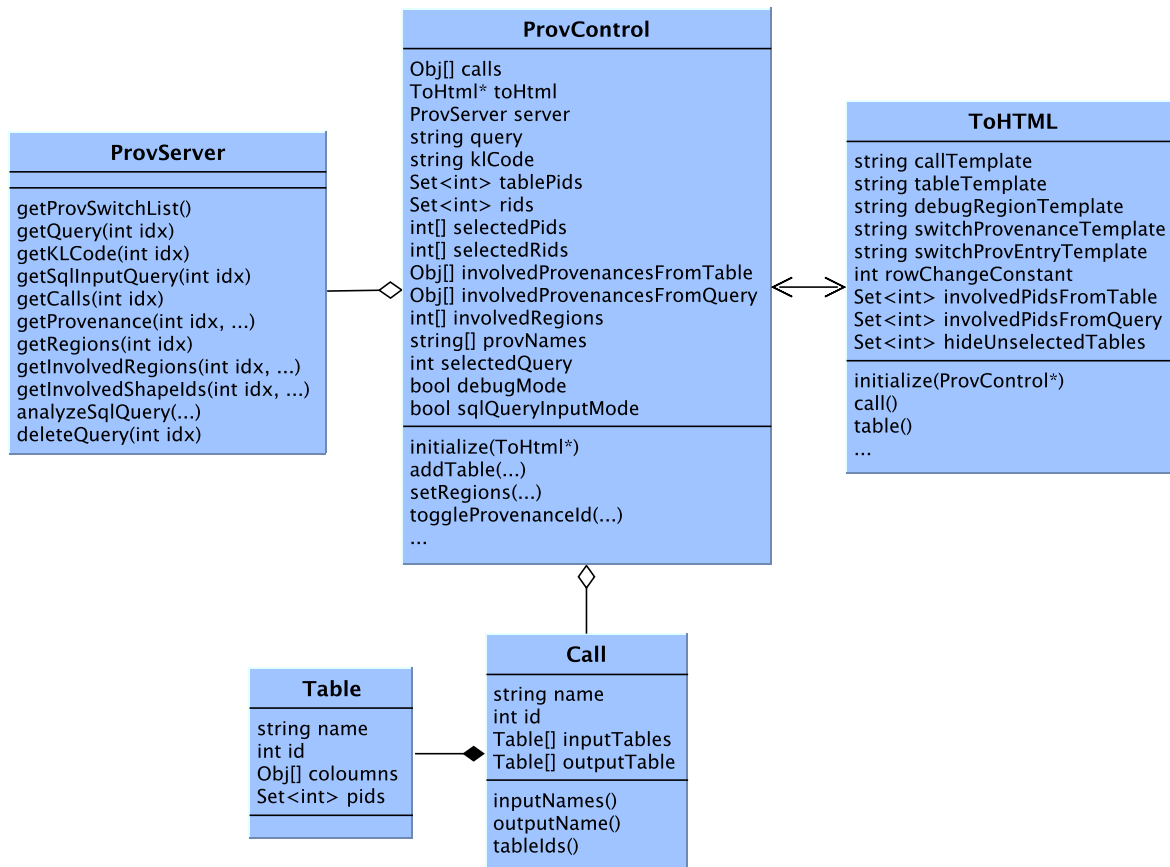 ProvControl
Obj[] calls
ToHtml* toHtml
ProvServer server
string query
string klCode
Set<int> tablePids
Set<int> rids
int[] selectedPids
int[] selectedRids
Obj[] involvedProvenancesFromTable
Obj[] involvedProvenancesFromQuery
int[] involvedRegions
string[] provNames
int selectedQuery
bool debugMode
bool sqlQueryInputMode
initialize(ToHtml*)
addTable(...)
setRegions(...)
toggleProvenanceId(...)
...
ProvServer
getProvSwitchList()
getQuery(int idx)
getKLCode(int idx)
getSqlInputQuery(int idx)
getCalls(int idx)
getProvenance(int idx, ...)
getRegions(int idx)
getInvolvedRegions(int idx, ...)
getInvolvedShapeIds(int idx, ...)
analyzeSqlQuery(...)
deleteQuery(int idx)
ToHTML
string callTemplate
string tableTemplate
string debugRegionTemplate
string switchProvenanceTemplate
string switchProvEntryTemplate
int rowChangeConstant
Set<int> involvedPidsFromTable
Set<int> involvedPidsFromQuery
Set<int> hideUnselectedTables
initialize(ProvControl*)
call()
table()
...
Call
string name
int id
Table[] inputTables
Table[] outputTable
inputNames()
outputName()
tableIds()
Table
string name
int id
Obj[] coloumns
Set<int> pids